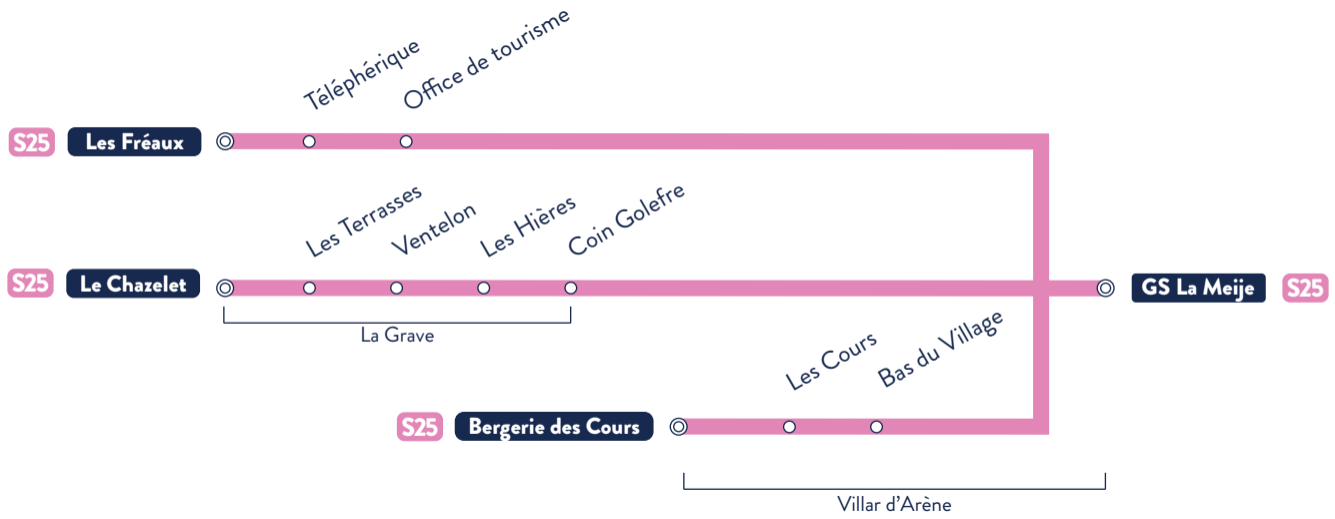 Téléphérique
Office de tourisme
S25 Les Fréaux
Les Terrasses
Ventelon
Les Hières
Coin Golefre
S25 Le Chazelet
GS La Meije S25
La Grave
Les Cours
Bas du Village
S25 Bergerie des Cours
Villar d'Arène